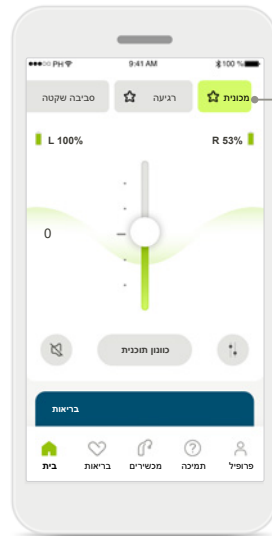 PH 9:41 AM 100 %
מכונית רגיעה סביבה שקטה
L 100% R 53%
0
כוונון תוכנית
בריאות
פרופיל תמיכה מכשירים בריאות בית